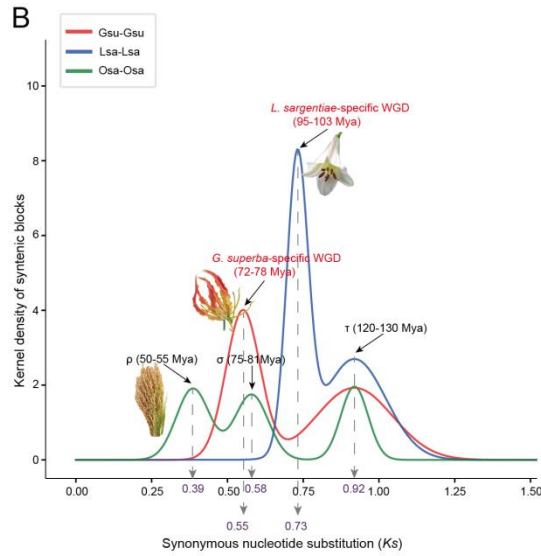 B
Gsu-Gsu
Lsa-Lsa
Osa-Osa
L. sargentiae-specific WGD
(95-103 Mya)
G. superba-specific WGD
(72-78 Mya)
τ (120-130 Mya)
ρ (50-55 Mya)
σ (75-81Mya)
Kernel density of syntenic blocks
10
8
6
4
2
0
0.00
0.25
0.50
0.75
1.00
1.25
1.50
0.39
0.58
0.92
0.55
0.73
Synonymous nucleotide substitution (Ks)